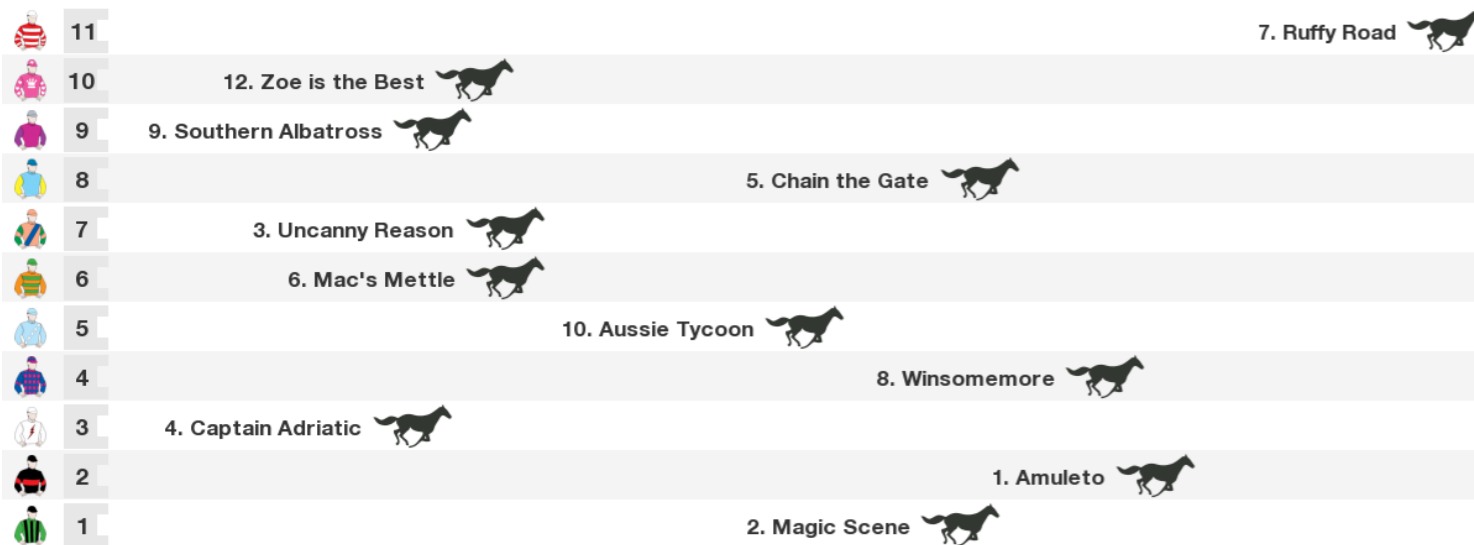 11 7. Ruffy Road
10 12. Zoe is the Best
9 9. Southern Albatross
8 5. Chain the Gate
7 3. Uncanny Reason
6 6. Mac's Mettle
5 10. Aussie Tycoon
4 8. Winsomemore
3 4. Captain Adriatic
2 1. Amuleto
1 2. Magic Scene